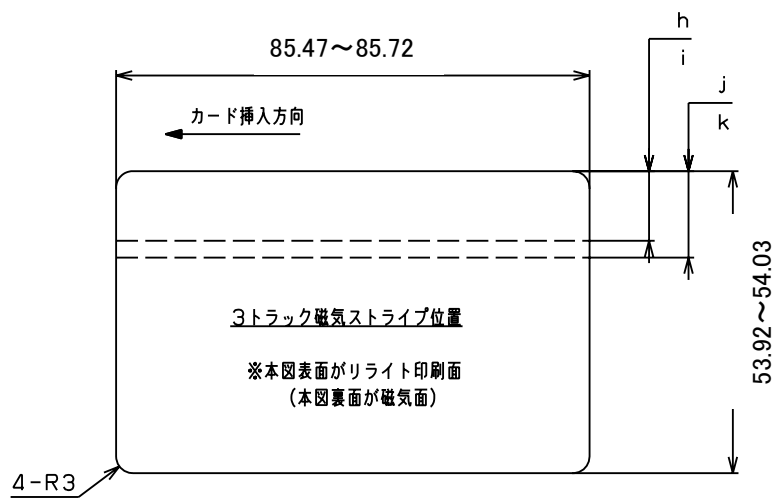 h
i
85.47～85.72
j
k
カード挿入方向
53.92～54.03
3トラック磁気ストライプ位置
※本図表面がリライト印刷面
(本図裏面が磁気面)
4-R3